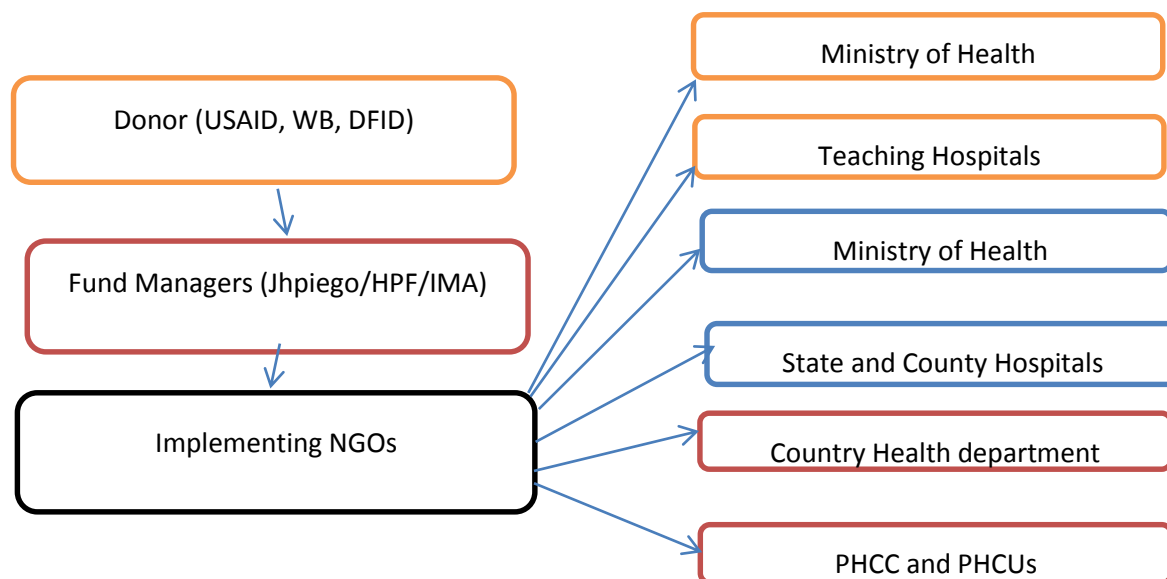 Donor (USAID, WB, DFID)
Fund Managers (Jhpiego/HPF/IMA)
Implementing NGOs
Ministry of Health
Teaching Hospitals
Ministry of Health
State and County Hospitals
Country Health department
PHCC and PHCUs